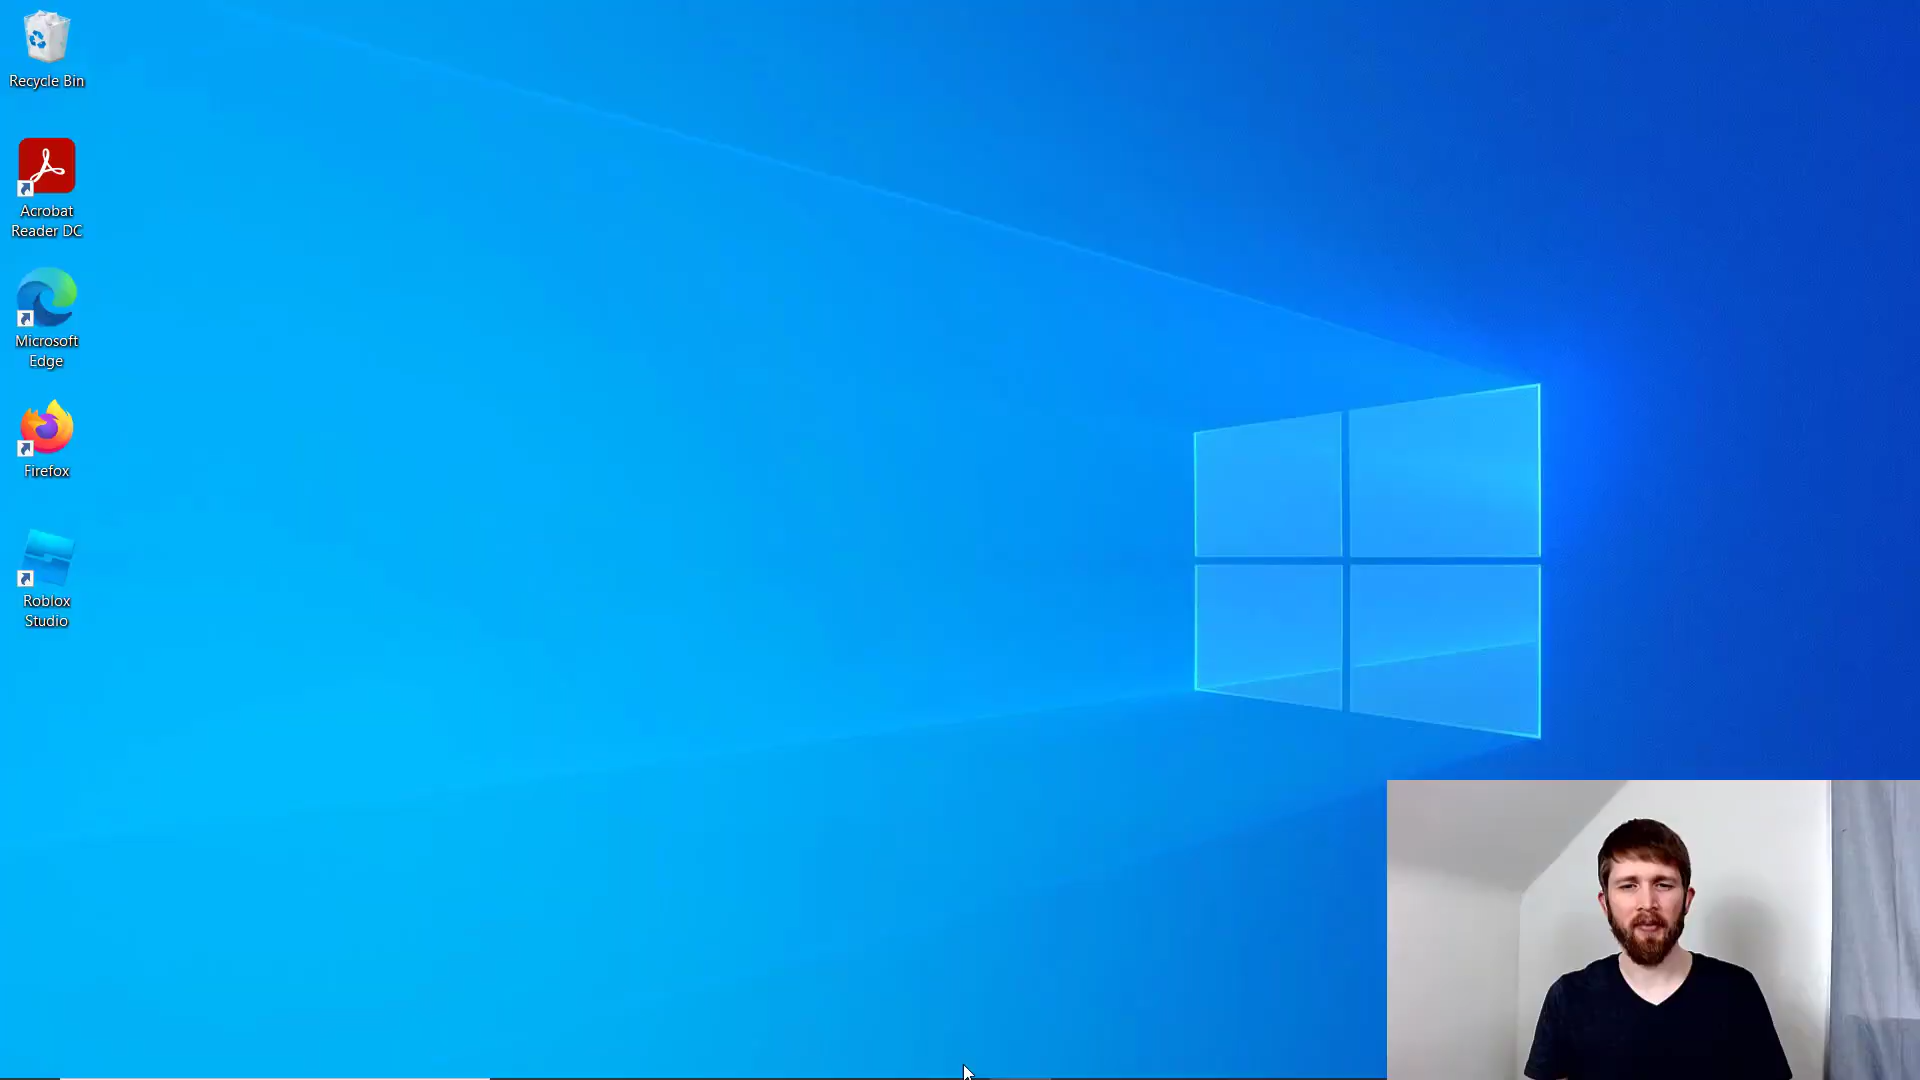 Recycle Bin
Acrobat
Reader DC
Microsoft
Edge
Firefox
Roblox
Studio